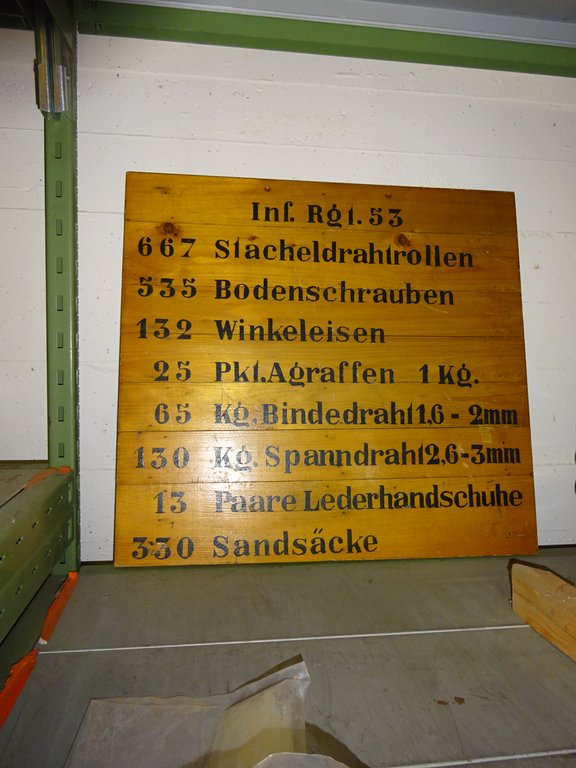 Inf. Rgt. 53
667 Stacheldrahtrollen
535 Bodenschrauben
132 Winkeleisen
25 Pkt. Agraffen 1 Kg.
65 Kg. Bindedraht 1,6 - 2mm
130 Kg. Spanndraht 2,6-3mm
13 Paare Lederhandschuhe
330 Sandsäcke